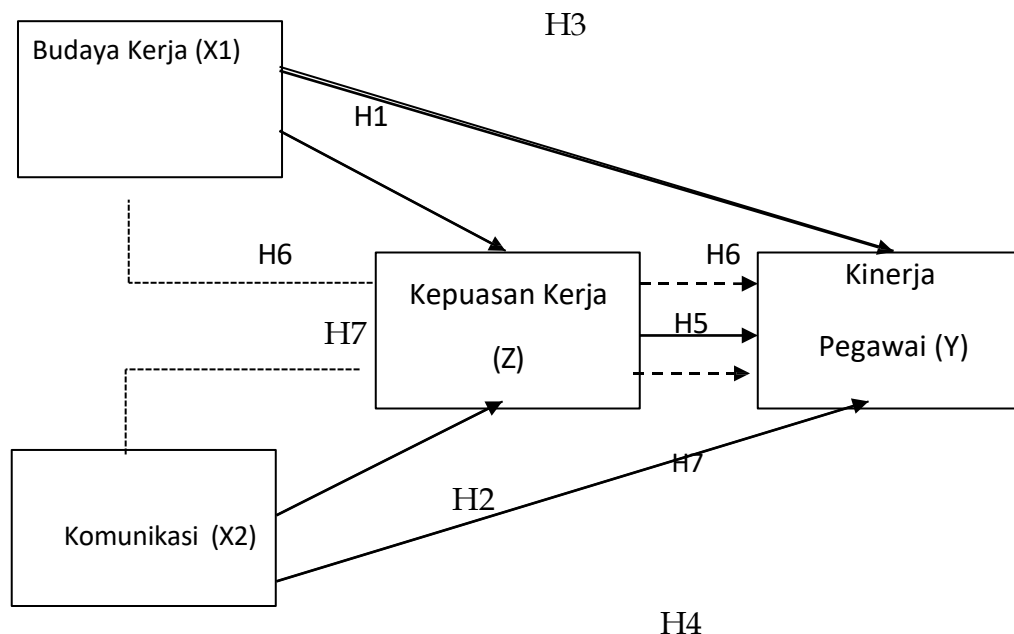 H3
Budaya Kerja (X1)
H1
H6
H6
Kinerja
Kepuasan Kerja
H7
H5
Pegawai (Y)
(Z)
H7
H2
Komunikasi (X2)
H4